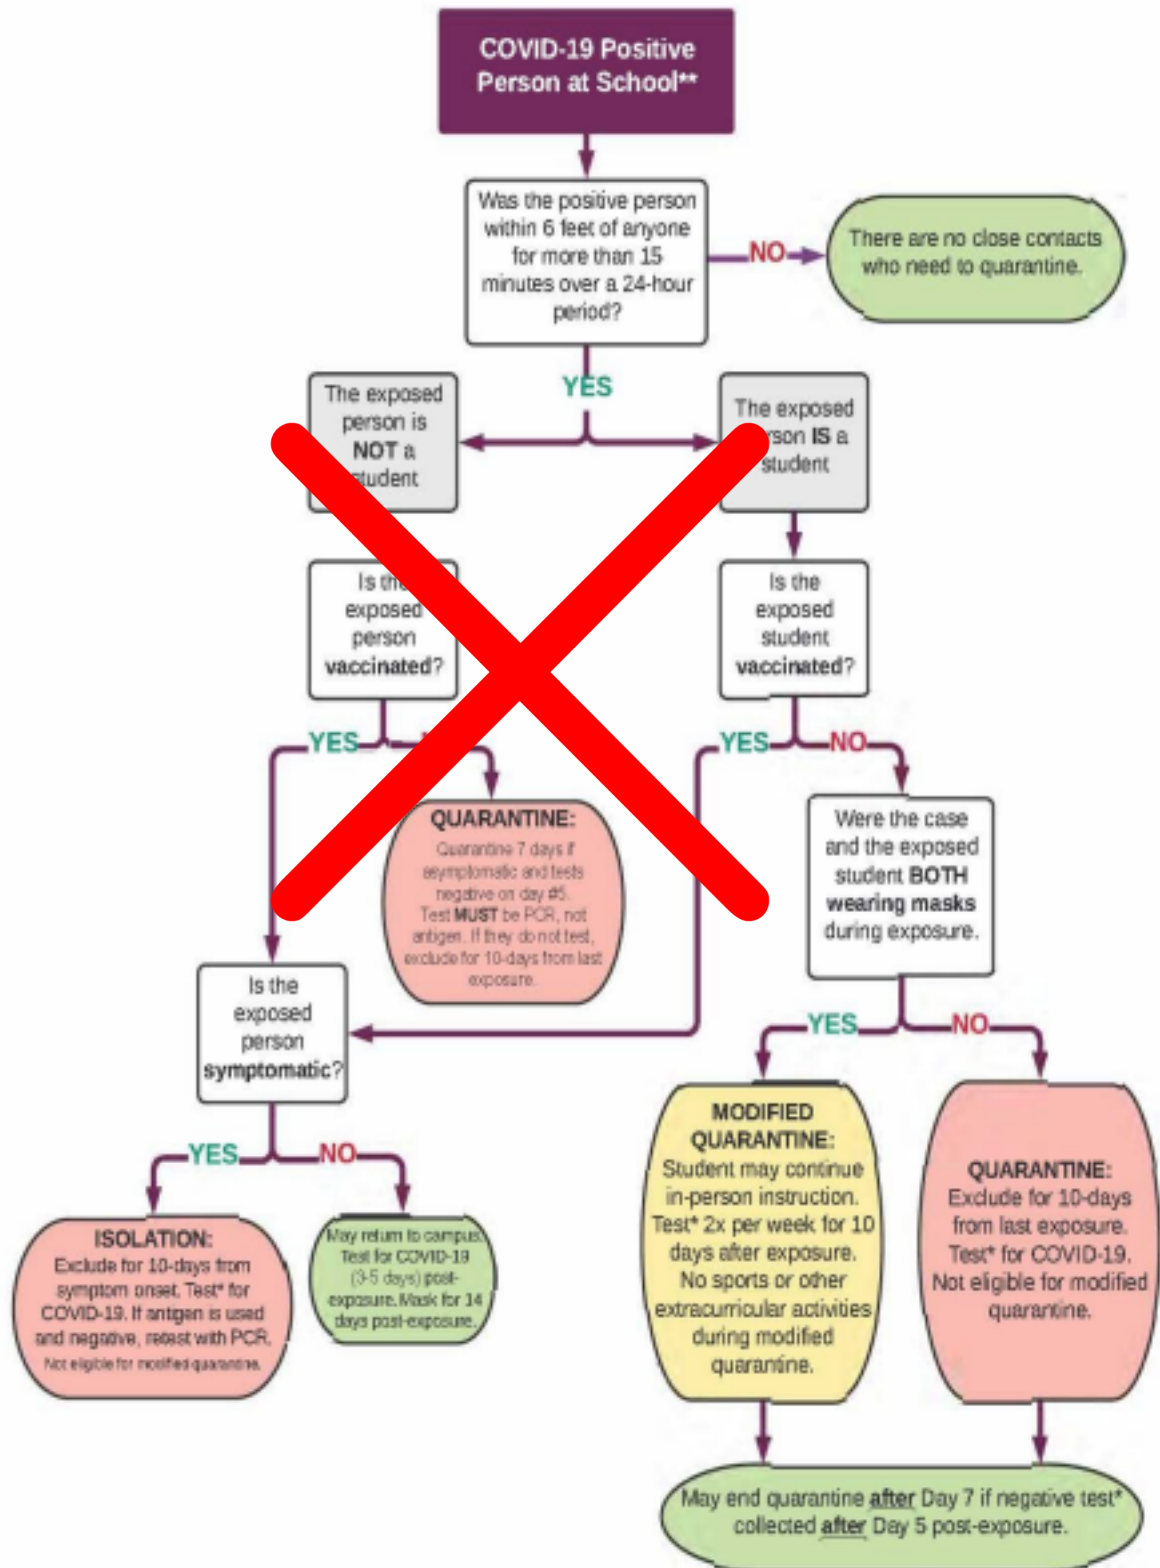 COVID-19 Positive
Person at School**
Was the positive person
within 6 feet of anyone
for more than 15
minutes over a 24-hour
period?
NO
There are no close contacts
who need to quarantine.
YES
The exposed
person is
NOT a
student
The exposed
person IS a
student
Is the
exposed
person
vaccinated?
Is the
exposed
student
vaccinated?
YES
YES
NO
QUARANTINE:
Quarantine 7 days if
asymptomatic and tests
negative on day #5.
Test MUST be PCR, not
antigen. If they do not test,
exclude for 10-days from last
exposure.
Were the case
and the exposed
student BOTH
wearing masks
during exposure.
Is the
exposed
person
symptomatic?
YES
NO
YES
NO
ISOLATION:
Exclude for 10-days from
symptom onset. Test* for
COVID-19. If antigen is used
and negative, retest with PCR.
Not eligible for modified quarantine.
May return to campus.
Test for COVID-19
(3-5 days) post-
exposure. Mask for 14
days post-exposure.
MODIFIED
QUARANTINE:
Student may continue
in-person instruction.
Test* 2x per week for 10
days after exposure.
No sports or other
extracurricular activities
during modified
quarantine.
QUARANTINE:
Exclude for 10-days
from last exposure.
Test* for COVID-19.
Not eligible for modified
quarantine.
May end quarantine after Day 7 if negative test*
collected after Day 5 post-exposure.